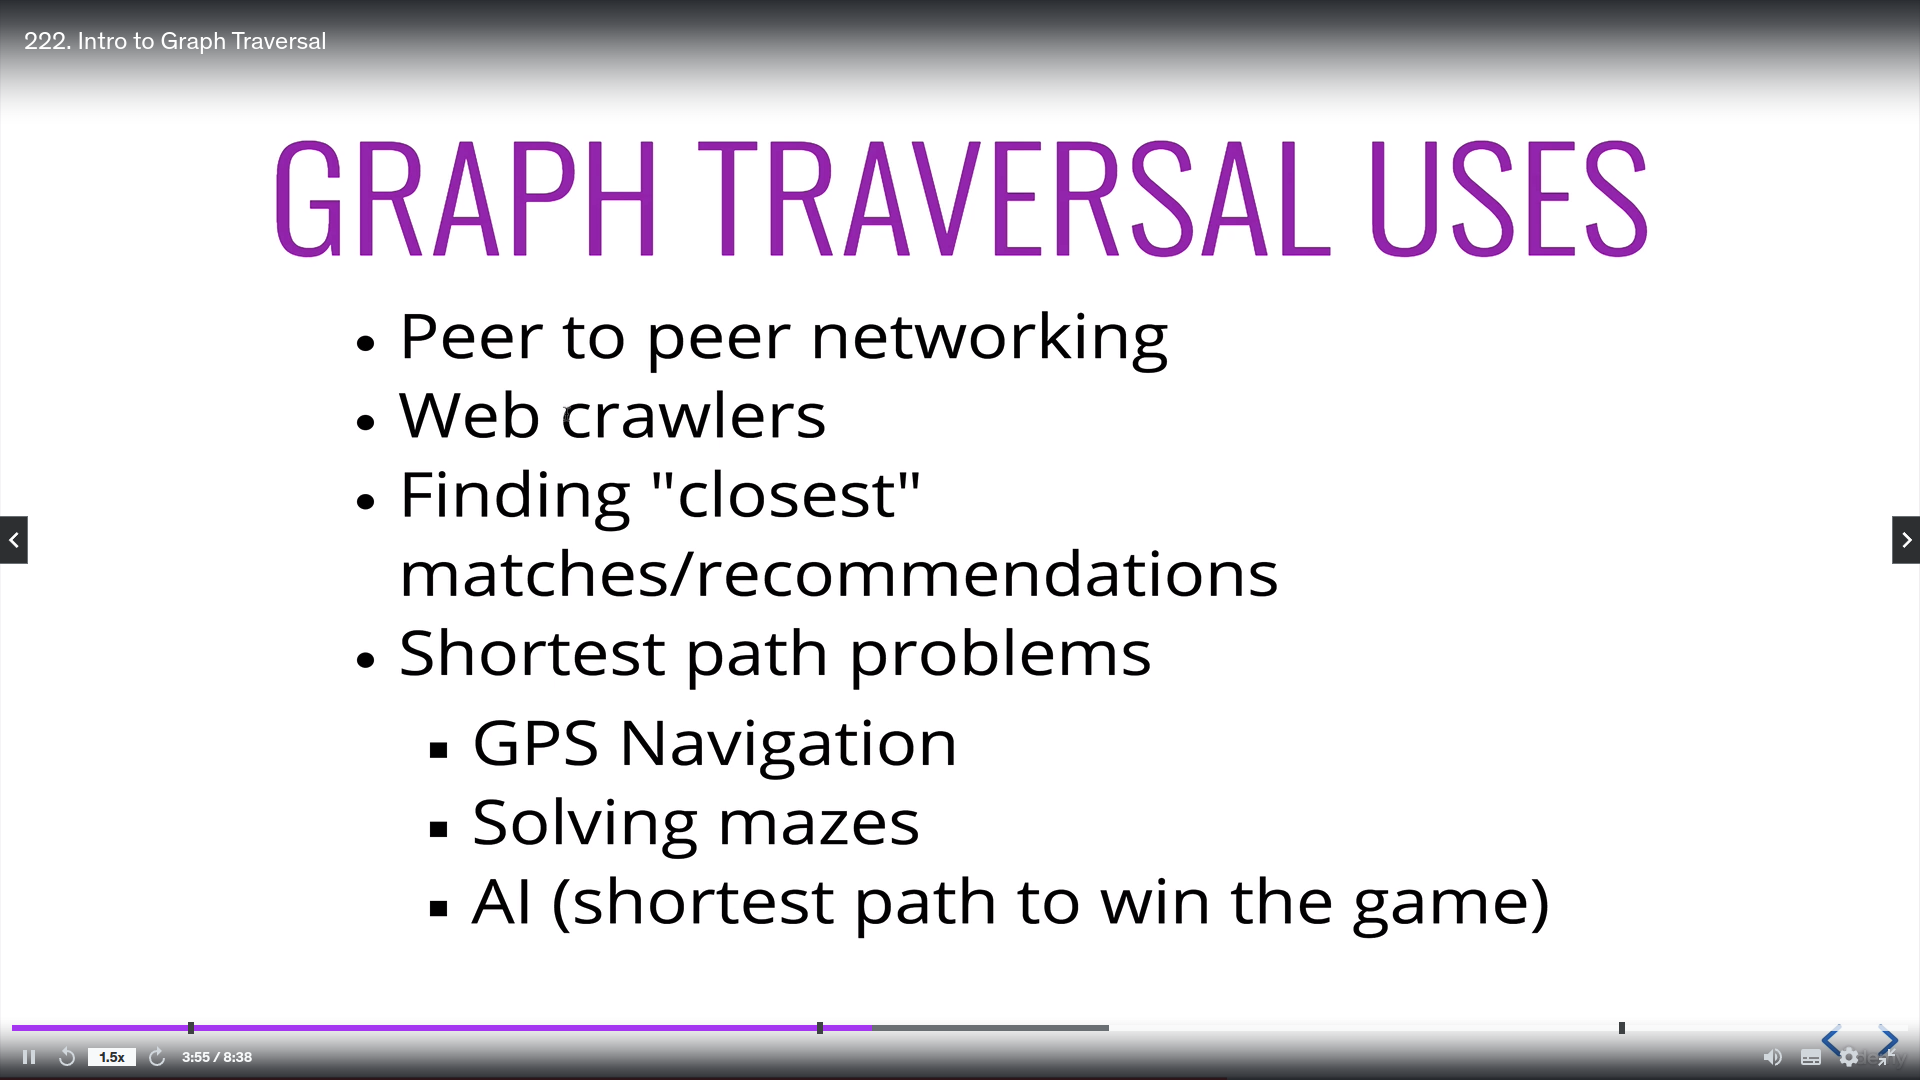 222. Intro to Graph Traversal
GRAPH TRAVERSAL USES
• Peer to peer networking
• Web crawlers
• Finding "closest"
matches/recommendations
• Shortest path problems
▪ GPS Navigation
▪ Solving mazes
▪ AI (shortest path to win the game)
1.5x
3:55 / 8:38